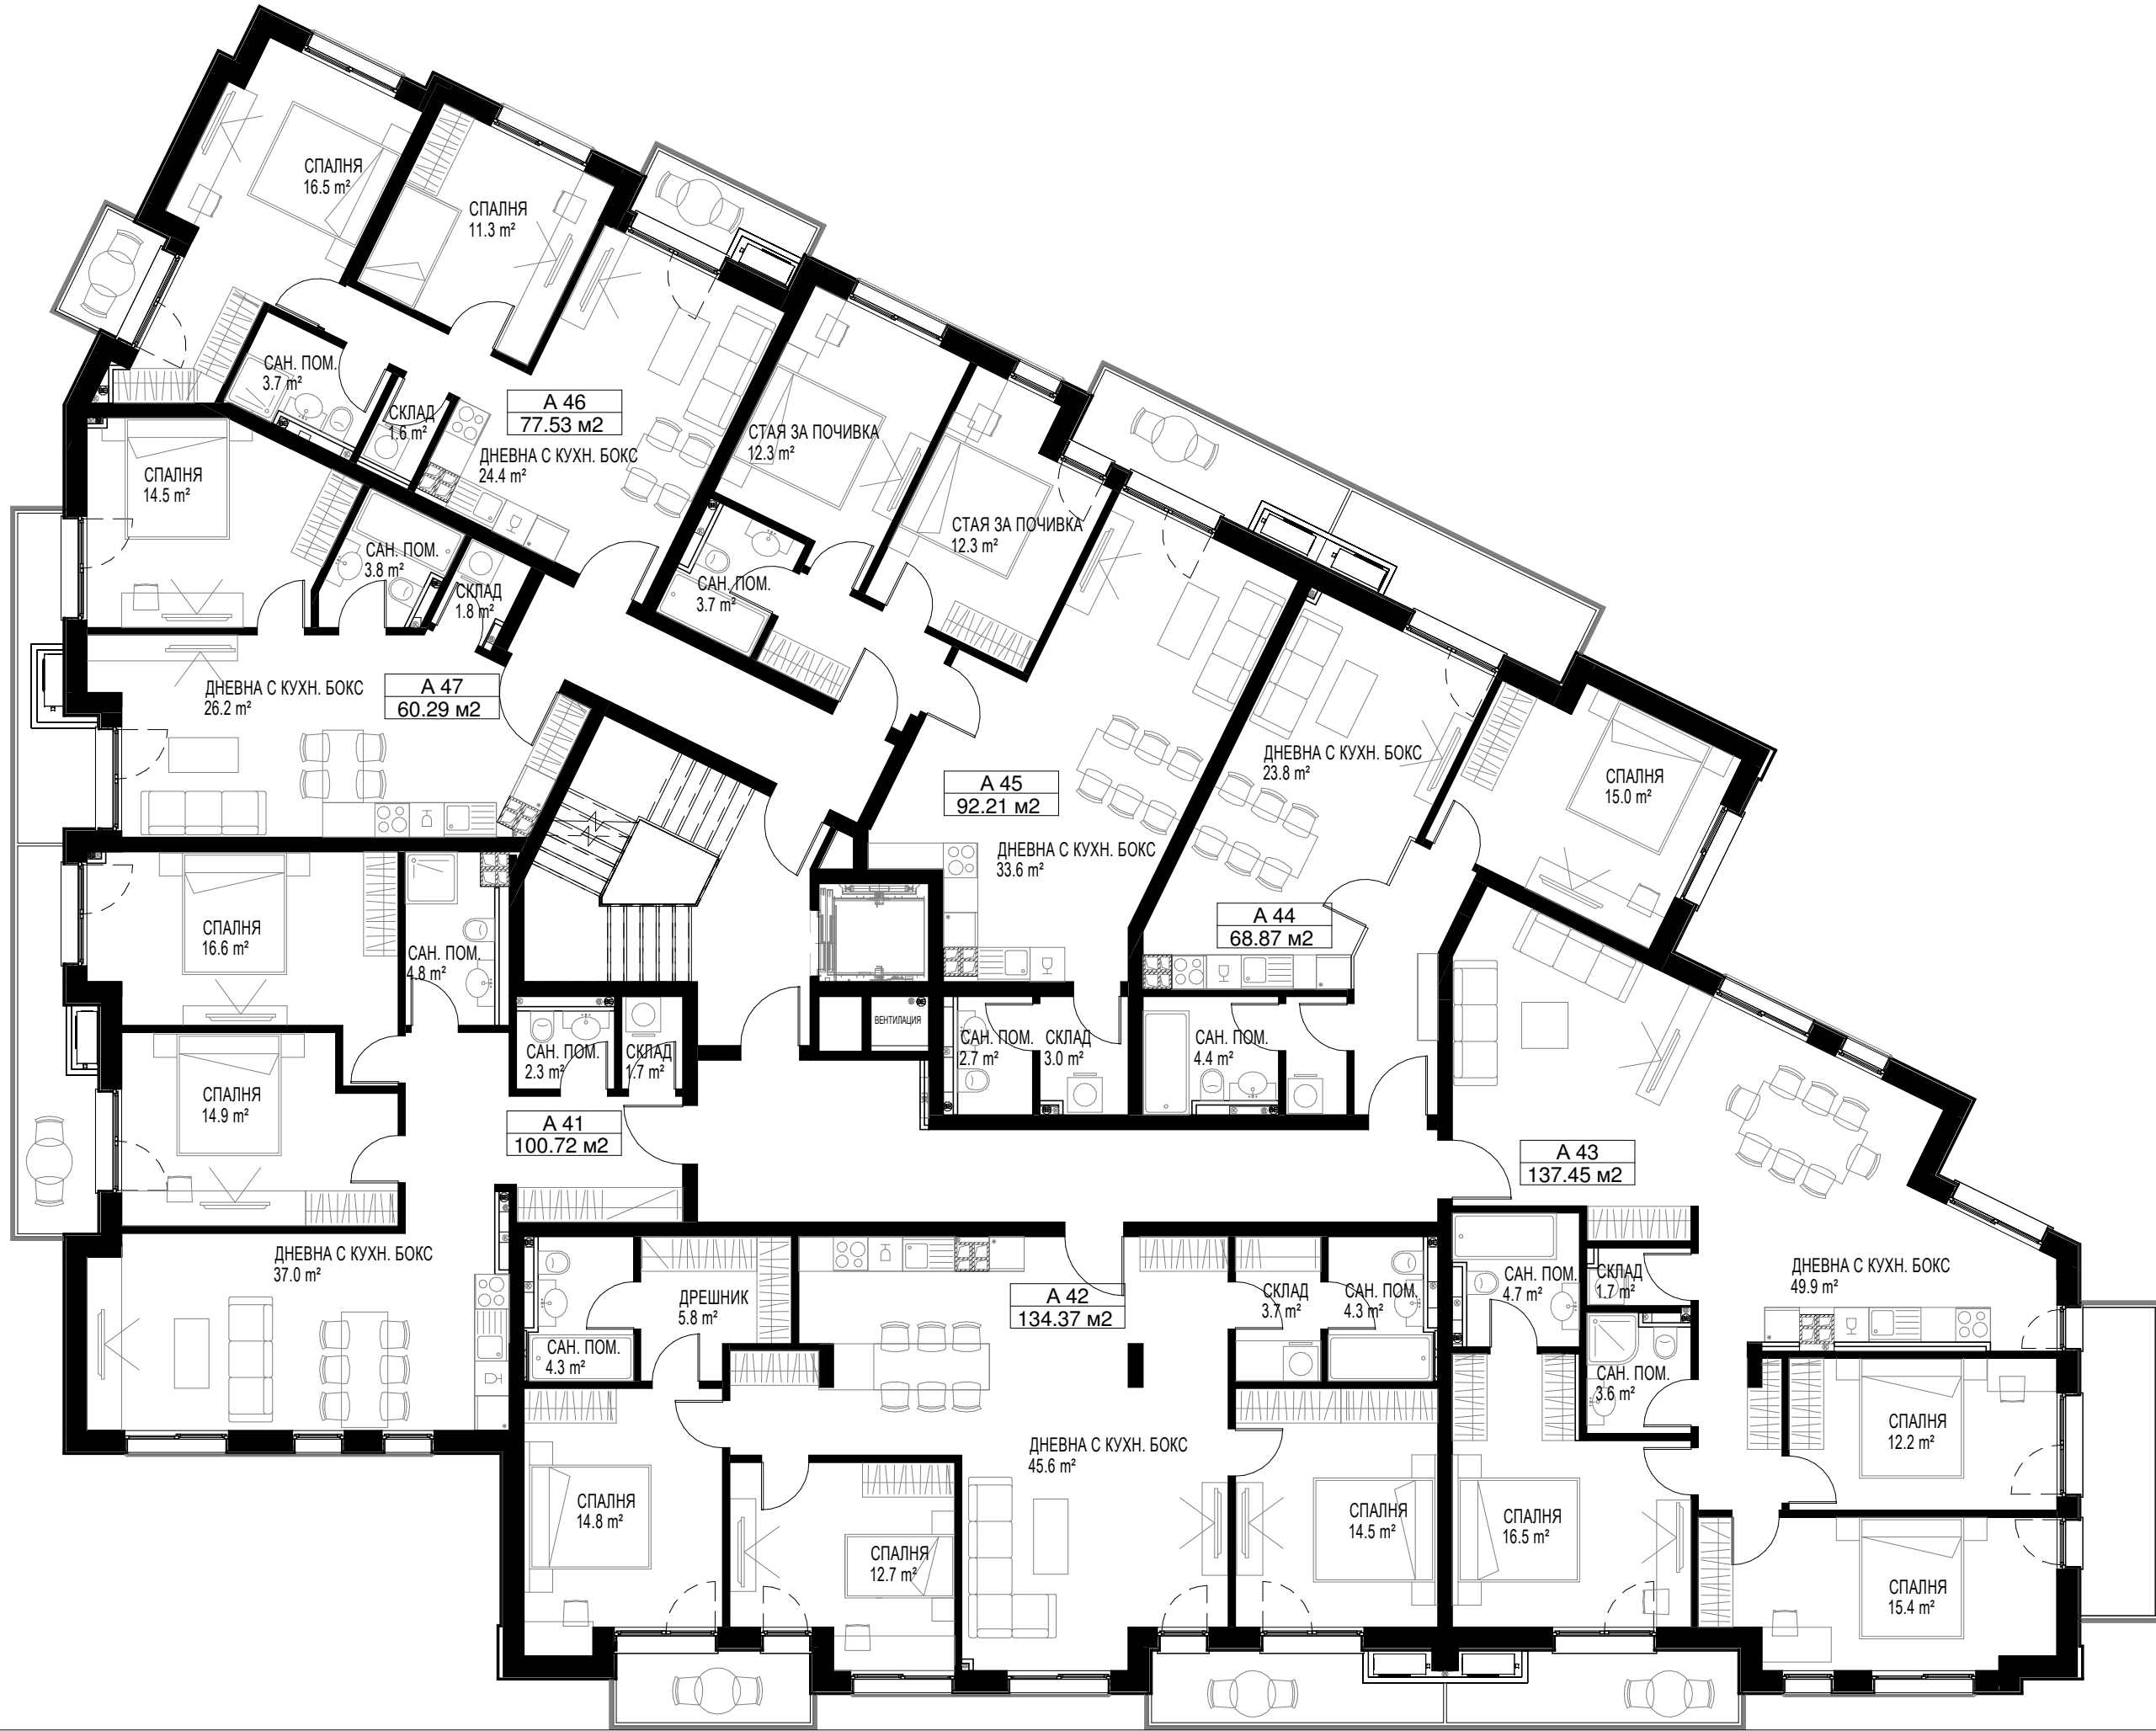 СПАЛНЯ
16.5 m²
СПАЛНЯ
11.3 m²
САН. ПОМ.
3.7 m²
СКЛАД
1.6 m²
А 46
77.53 м2
ДНЕВНА С КУХН. БОКС
24.4 m²
СТАЯ ЗА ПОЧИВКА
12.3 m²
СТАЯ ЗА ПОЧИВКА
12.3 m²
САН. ПОМ.
3.7 m²
СПАЛНЯ
14.5 m²
САН. ПОМ.
3.8 m²
СКЛАД
1.8 m²
ДНЕВНА С КУХН. БОКС
26.2 m²
А 47
60.29 м2
А 45
92.21 м2
ДНЕВНА С КУХН. БОКС
33.6 m²
ДНЕВНА С КУХН. БОКС
23.8 m²
СПАЛНЯ
15.0 m²
А 44
68.87 м2
СПАЛНЯ
16.6 m²
САН. ПОМ.
4.8 m²
ВЕНТИЛАЦИЯ
САН. ПОМ.
2.3 m²
СКЛАД
1.7 m²
САН. ПОМ.
2.7 m²
СКЛАД
3.0 m²
САН. ПОМ.
4.4 m²
СПАЛНЯ
14.9 m²
А 41
100.72 м2
А 43
137.45 м2
ДНЕВНА С КУХН. БОКС
37.0 m²
ДРЕШНИК
5.8 m²
САН. ПОМ.
4.3 m²
А 42
134.37 м2
СКЛАД
3.7 m²
САН. ПОМ.
4.3 m²
САН. ПОМ.
4.7 m²
СКЛАД
1.7 m²
ДНЕВНА С КУХН. БОКС
49.9 m²
САН. ПОМ.
3.6 m²
СПАЛНЯ
12.2 m²
ДНЕВНА С КУХН. БОКС
45.6 m²
СПАЛНЯ
14.8 m²
СПАЛНЯ
12.7 m²
СПАЛНЯ
14.5 m²
СПАЛНЯ
16.5 m²
СПАЛНЯ
15.4 m²